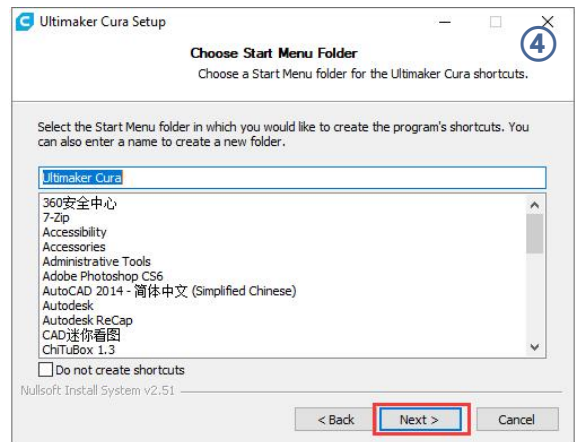 Ultimaker Cura Setup
④
Choose Start Menu Folder
Choose a Start Menu folder for the Ultimaker Cura shortcuts.
Select the Start Menu folder in which you would like to create the program's shortcuts. You
can also enter a name to create a new folder.
Ultimaker Cura
360安全中心
7-Zip
Accessibility
Accessories
Administrative Tools
Adobe Photoshop CS6
AutoCAD 2014 - 简体中文 (Simplified Chinese)
Autodesk
Autodesk ReCap
CAD迷你看图
ChiTuBox 1.3
Do not create shortcuts
Nullsoft Install System v2.51
< Back Next > Cancel